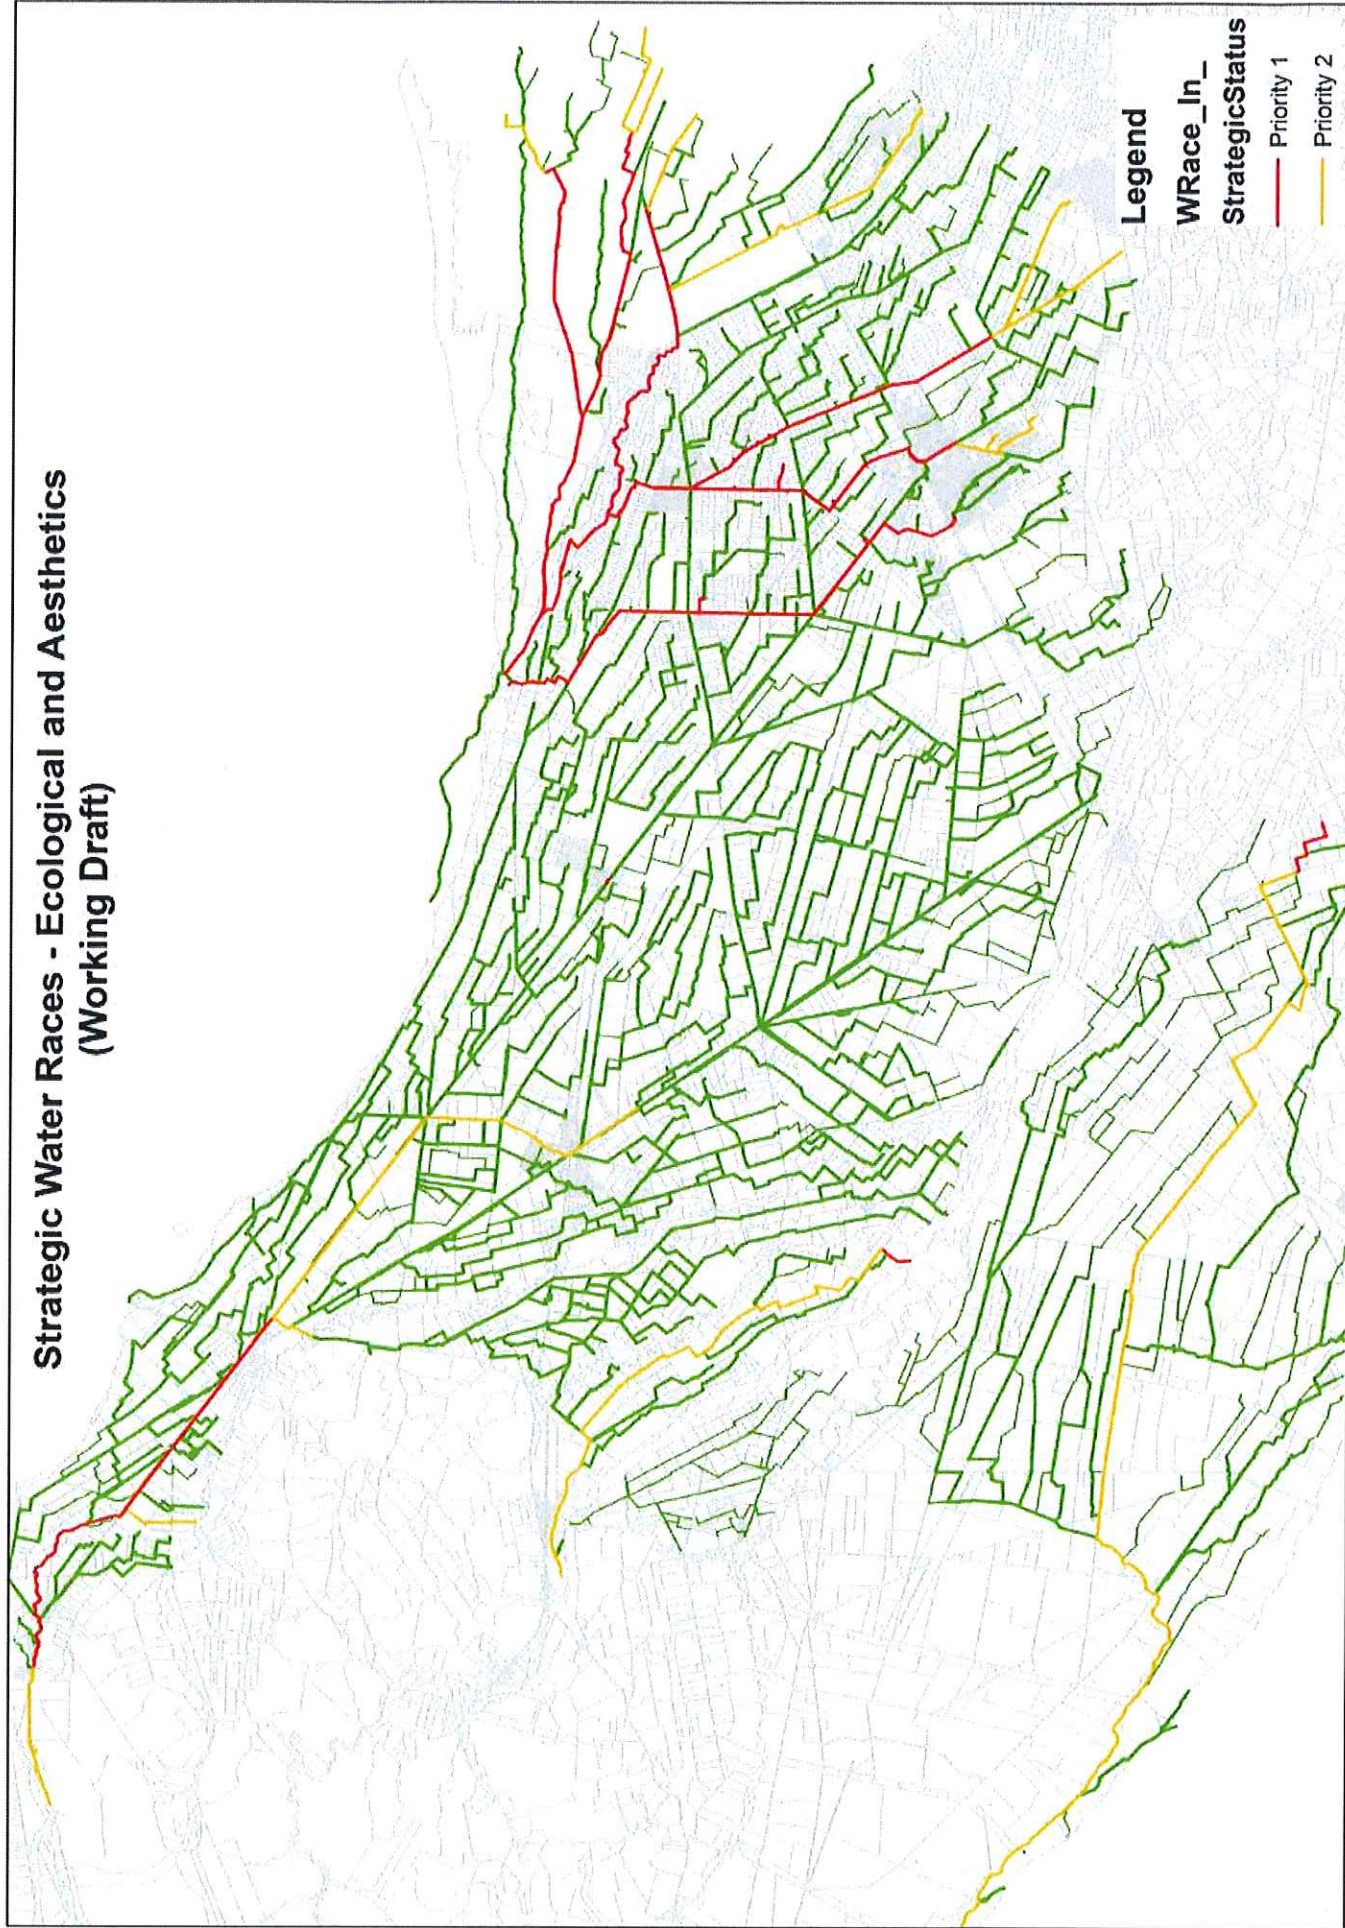 Strategic Water Races - Ecological and Aesthetics
(Working Draft)
Legend
WRace_In_
StrategicStatus
Priority 1
Priority 2